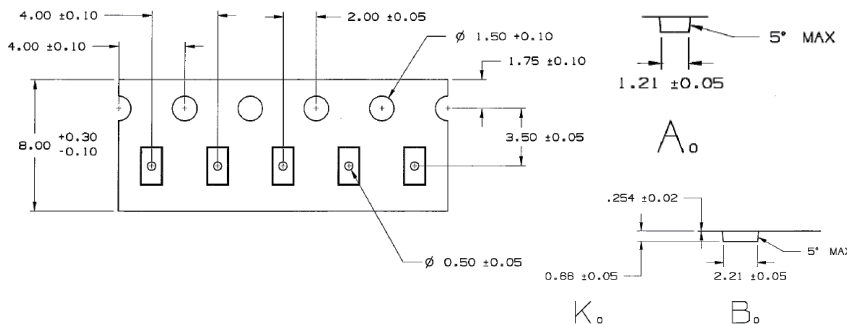 4.00 ±0.10
2.00 ±0.05
4.00 ±0.10
Ø 1.50 +0.10
1.75 ±0.10
8.00 +0.30 -0.10
3.50 ±0.05
Ø 0.50 ±0.05
5° MAX
1.21 ±0.05
A₀
.254 ±0.02
5° MAX
0.68 ±0.05
2.21 ±0.05
K₀
B₀